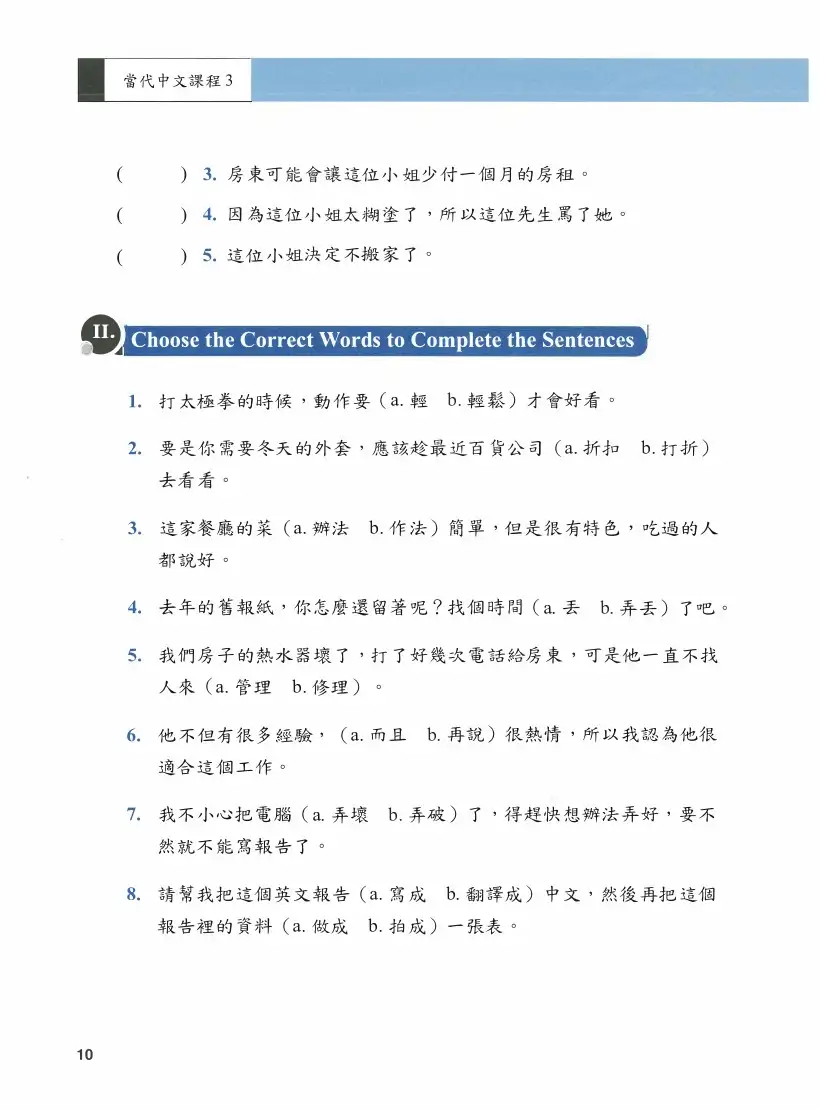 當代中文課程 3
(　　) 3. 房東可能會讓這位小姐少付一個月的房租。
(　　) 4. 因為這位小姐太糊塗了，所以這位先生罵了她。
(　　) 5. 這位小姐決定不搬家了。
II. Choose the Correct Words to Complete the Sentences
1. 打太極拳的時候，動作要（a. 輕　b. 輕鬆）才會好看。
2. 要是你需要冬天的外套，應該趁最近百貨公司（a. 折扣　b. 打折）
去看看。
3. 這家餐廳的菜（a. 辦法　b. 作法）簡單，但是很有特色，吃過的人
都說好。
4. 去年的舊報紙，你怎麼還留著呢？找個時間（a. 丟　b. 弄丟）了吧。
5. 我們房子的熱水器壞了，打了好幾次電話給房東，可是他一直不找
人來（a. 管理　b. 修理）。
6. 他不但有很多經驗，（a. 而且　b. 再說）很熱情，所以我認為他很
適合這個工作。
7. 我不小心把電腦（a. 弄壞　b. 弄破）了，得趕快想辦法弄好，要不
然就不能寫報告了。
8. 請幫我把這個英文報告（a. 寫成　b. 翻譯成）中文，然後再把這個
報告裡的資料（a. 做成　b. 拍成）一張表。
10